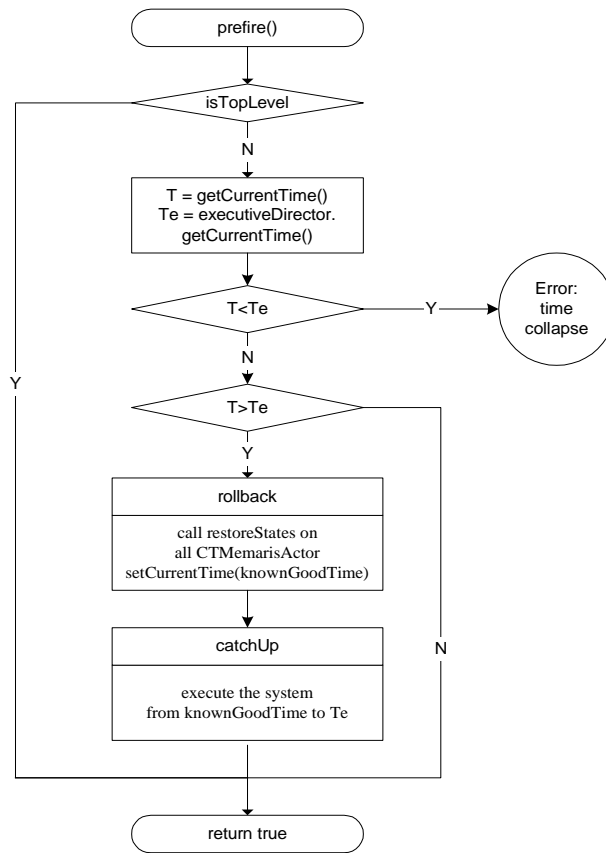 prefire()
isTopLevel
N
T = getCurrentTime()
Te = executiveDirector.
getCurrentTime()
T<Te
Y
Error:
time
collapse
N
Y
T>Te
Y
rollback
call restoreStates on
all CTMemarisActor
setCurrentTime(knownGoodTime)
catchUp
N
execute the system
from knownGoodTime to Te
return true